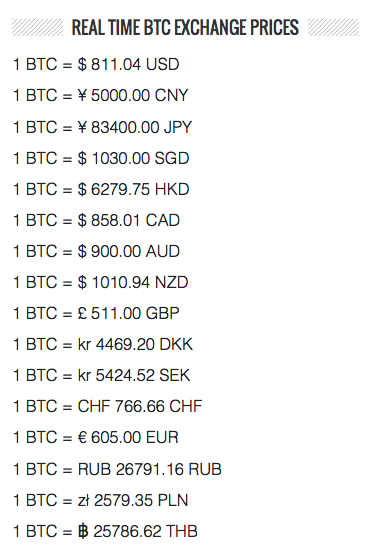 REAL TIME BTC EXCHANGE PRICES
1 BTC = $ 811.04 USD
1 BTC = ¥ 5000.00 CNY
1 BTC = ¥ 83400.00 JPY
1 BTC = $ 1030.00 SGD
1 BTC = $ 6279.75 HKD
1 BTC = $ 858.01 CAD
1 BTC = $ 900.00 AUD
1 BTC = $ 1010.94 NZD
1 BTC = £ 511.00 GBP
1 BTC = kr 4469.20 DKK
1 BTC = kr 5424.52 SEK
1 BTC = CHF 766.66 CHF
1 BTC = € 605.00 EUR
1 BTC = RUB 26791.16 RUB
1 BTC = zł 2579.35 PLN
1 BTC = ฿ 25786.62 THB